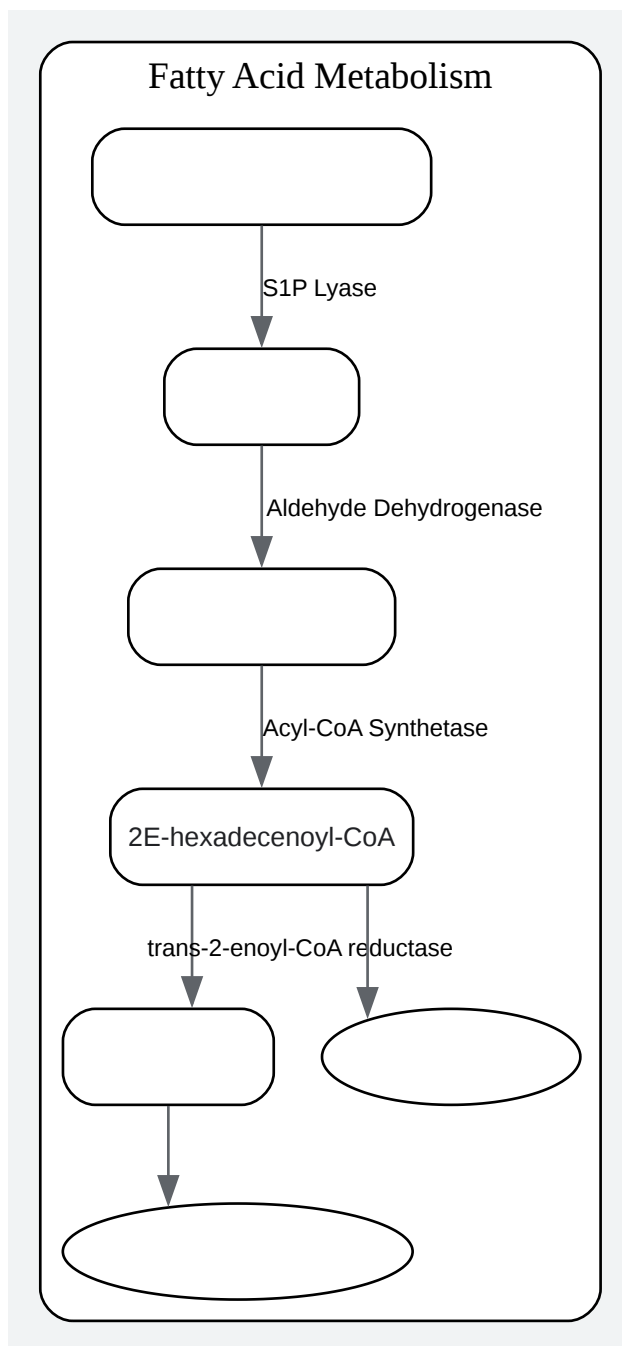 Fatty Acid Metabolism
S1P Lyase
Aldehyde Dehydrogenase
Acyl-CoA Synthetase
2E-hexadecenoyl-CoA
trans-2-enoyl-CoA reductase